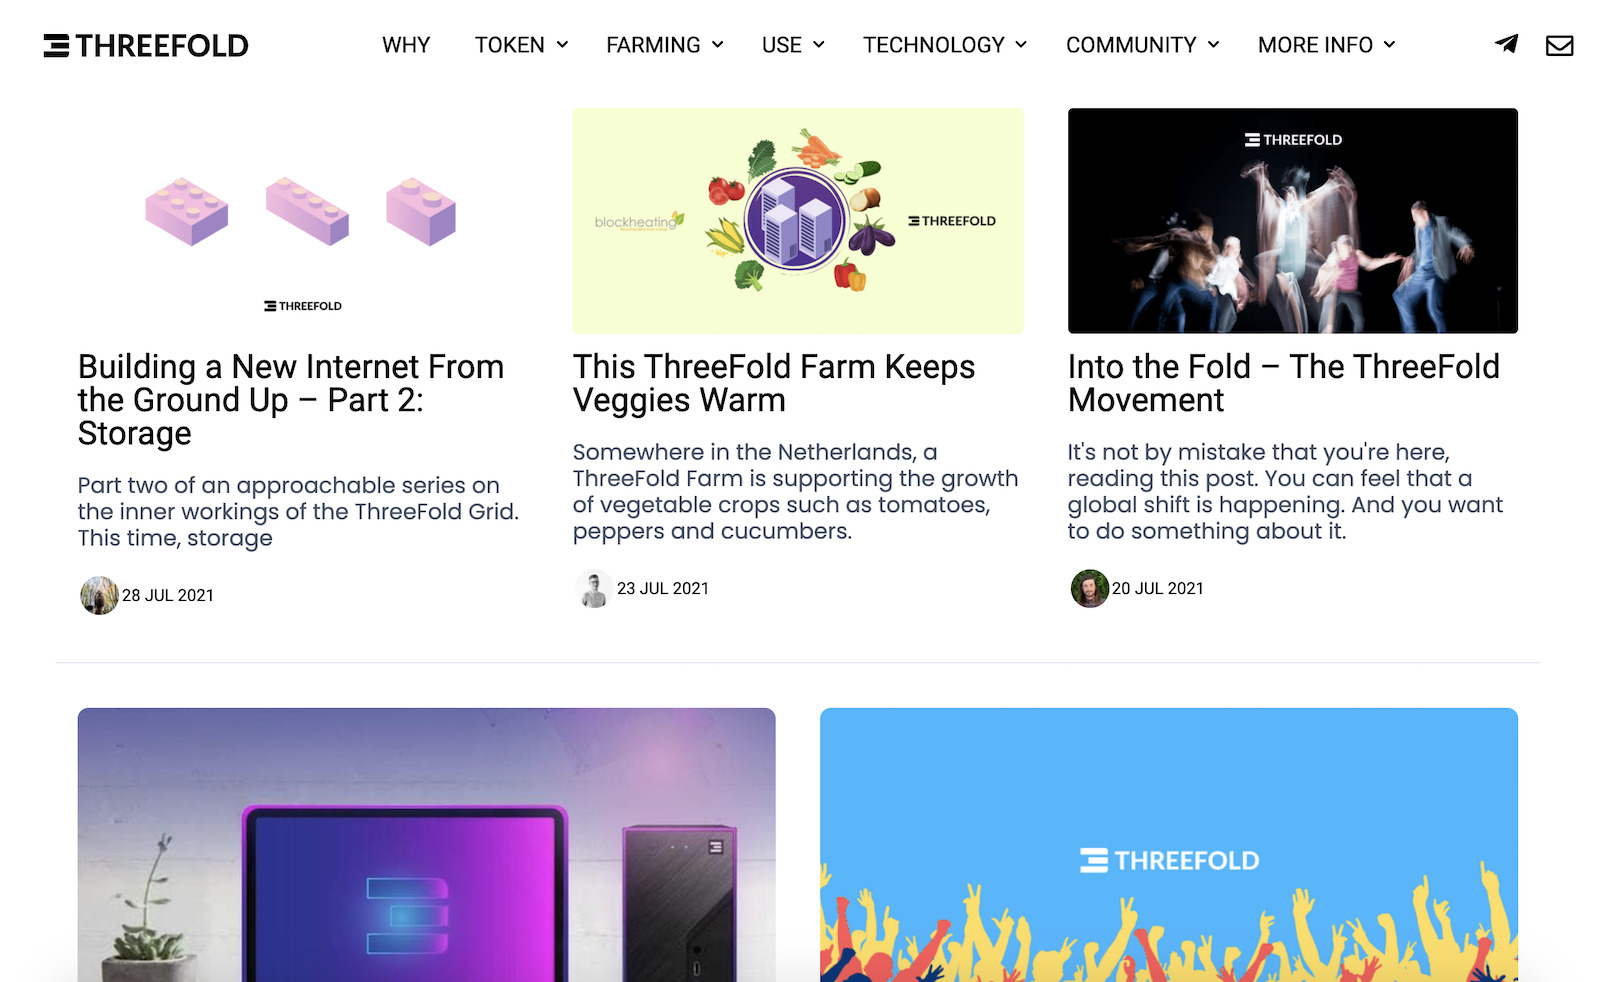 THREEFOLD
WHY
TOKEN
FARMING
USE
TECHNOLOGY
COMMUNITY
MORE INFO
THREEFOLD
blockheating
THREEFOLD
THREEFOLD
Building a New Internet From
the Ground Up – Part 2:
Storage
Part two of an approachable series on
the inner workings of the ThreeFold Grid.
This time, storage
28 JUL 2021
This ThreeFold Farm Keeps
Veggies Warm
Somewhere in the Netherlands, a
ThreeFold Farm is supporting the growth
of vegetable crops such as tomatoes,
peppers and cucumbers.
23 JUL 2021
Into the Fold – The ThreeFold
Movement
It's not by mistake that you're here,
reading this post. You can feel that a
global shift is happening. And you want
to do something about it.
20 JUL 2021
THREEFOLD